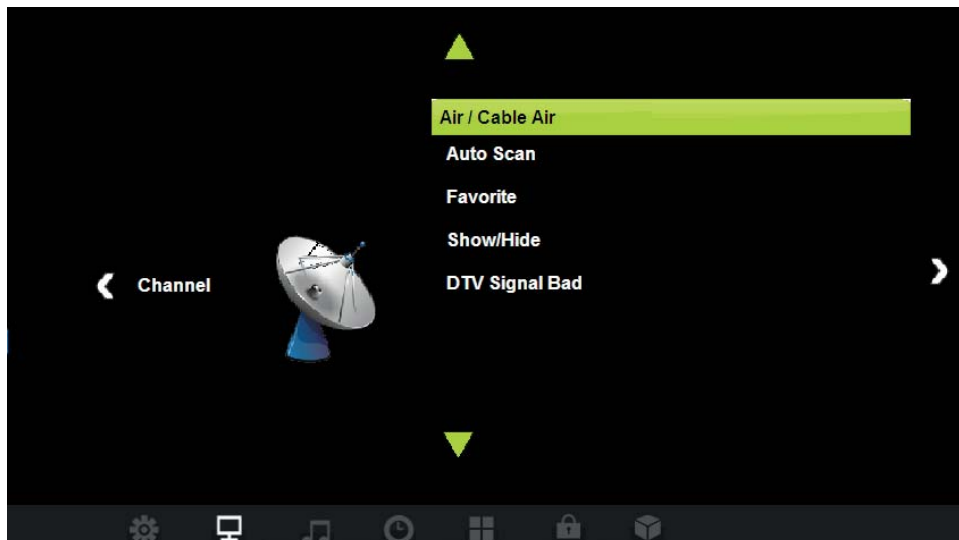 Air / Cable Air
Auto Scan
Favorite
Show/Hide
Channel
DTV Signal Bad